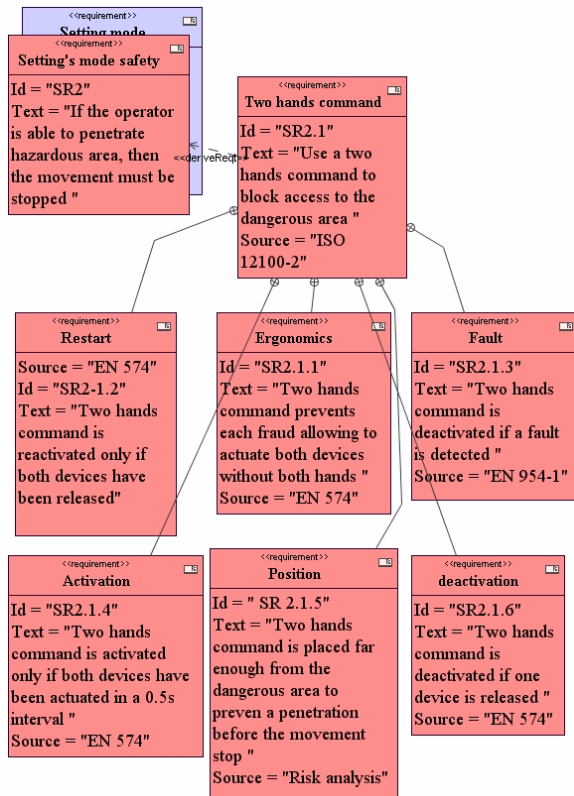 <<requirement>>
Setting mode
<<requirement>>
Setting's mode safety
Id = "SR2"
Text = "If the operator
is able to penetrate
hazardous area, then
the movement must be
stopped "
<<deriveReqt>>
<<requirement>>
Two hands command
Id = "SR2.1"
Text = "Use a two
hands command to
block access to the
dangerous area "
Source = "ISO
12100-2"
<<requirement>>
Restart
Source = "EN 574"
Id = "SR2-1.2"
Text = "Two hands
command is
reactivated only if
both devices have
been released"
<<requirement>>
Ergonomics
Id = "SR2.1.1"
Text = "Two hands
command prevents
each fraud allowing to
actuate both devices
without both hands "
Source = "EN 574"
<<requirement>>
Fault
Id = "SR2.1.3"
Text = "Two hands
command is
deactivated if a fault
is detected "
Source = "EN 954-1"
<<requirement>>
Activation
Id = "SR2.1.4"
Text = "Two hands
command is activated
only if both devices have
been actuated in a 0.5s
interval "
Source = "EN 574"
<<requirement>>
Position
Id = " SR 2.1.5"
Text = "Two hands
command is placed far
enough from the
dangerous area to
preven a penetration
before the movement
stop "
Source = "Risk analysis"
<<requirement>>
deactivation
Id = "SR2.1.6"
Text = "Two hands
command is
deactivated if one
device is released "
Source = "EN 574"